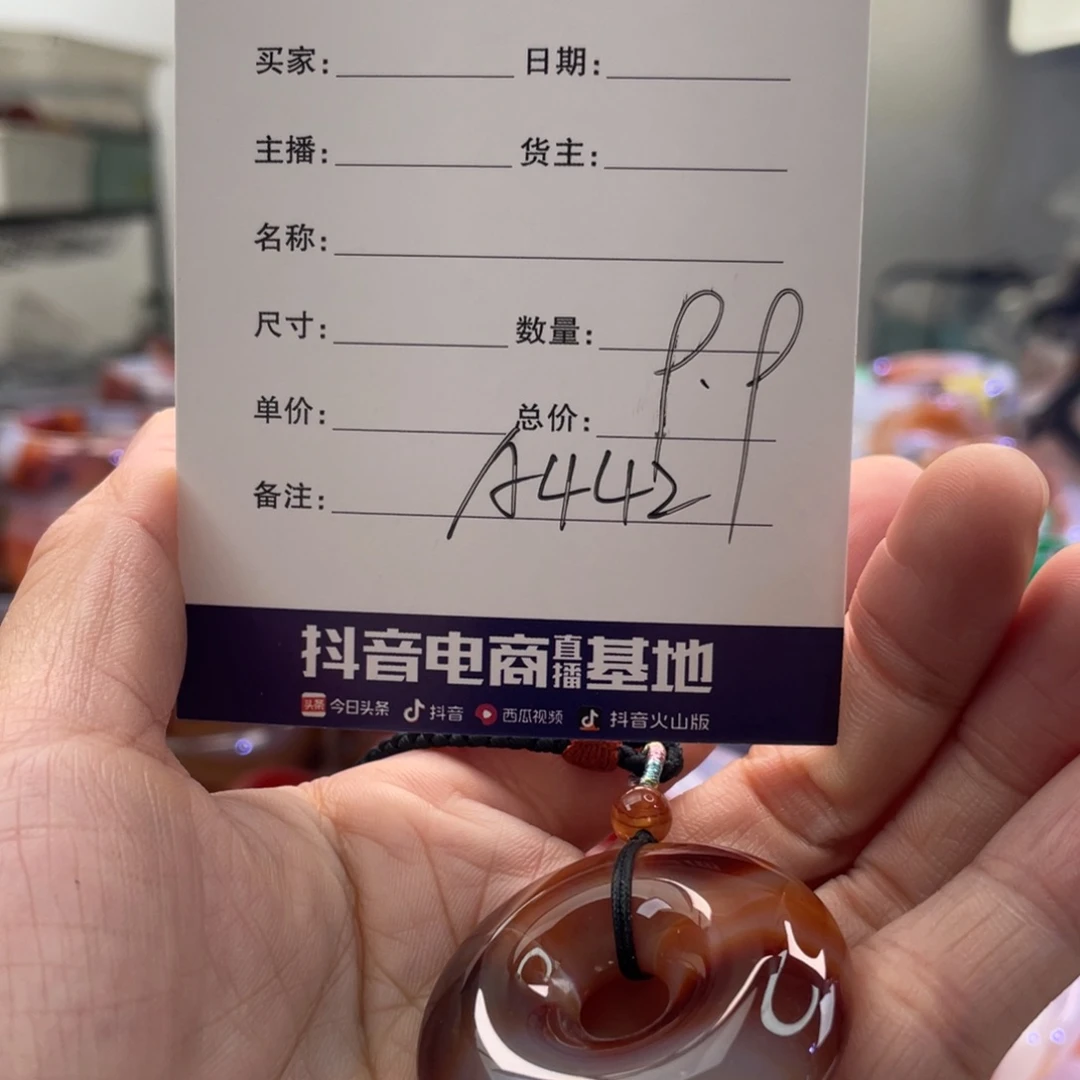 买家: 日期:
主播: 货主:
名称:
尺寸: 数量:
单价: 总价:
备注: A442
抖音电商直播基地
头条 今日头条 抖音 西瓜视频 抖音火山版